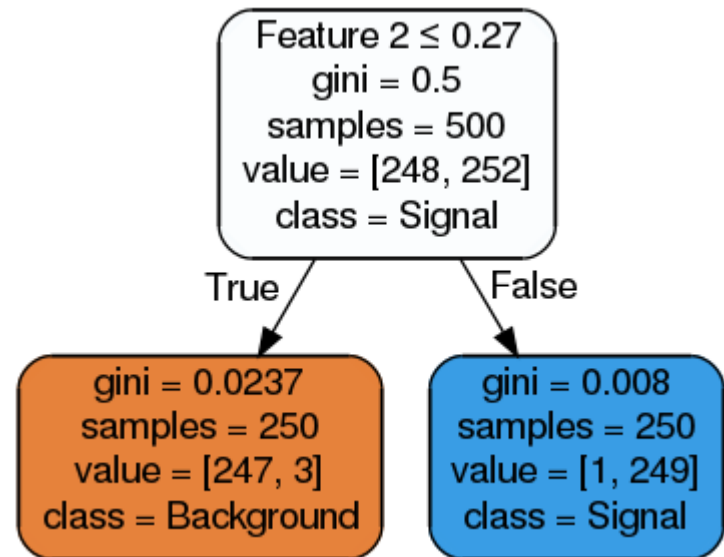 Feature 2 ≤ 0.27
gini = 0.5
samples = 500
value = [248, 252]
class = Signal
True
False
gini = 0.0237
samples = 250
value = [247, 3]
class = Background
gini = 0.008
samples = 250
value = [1, 249]
class = Signal